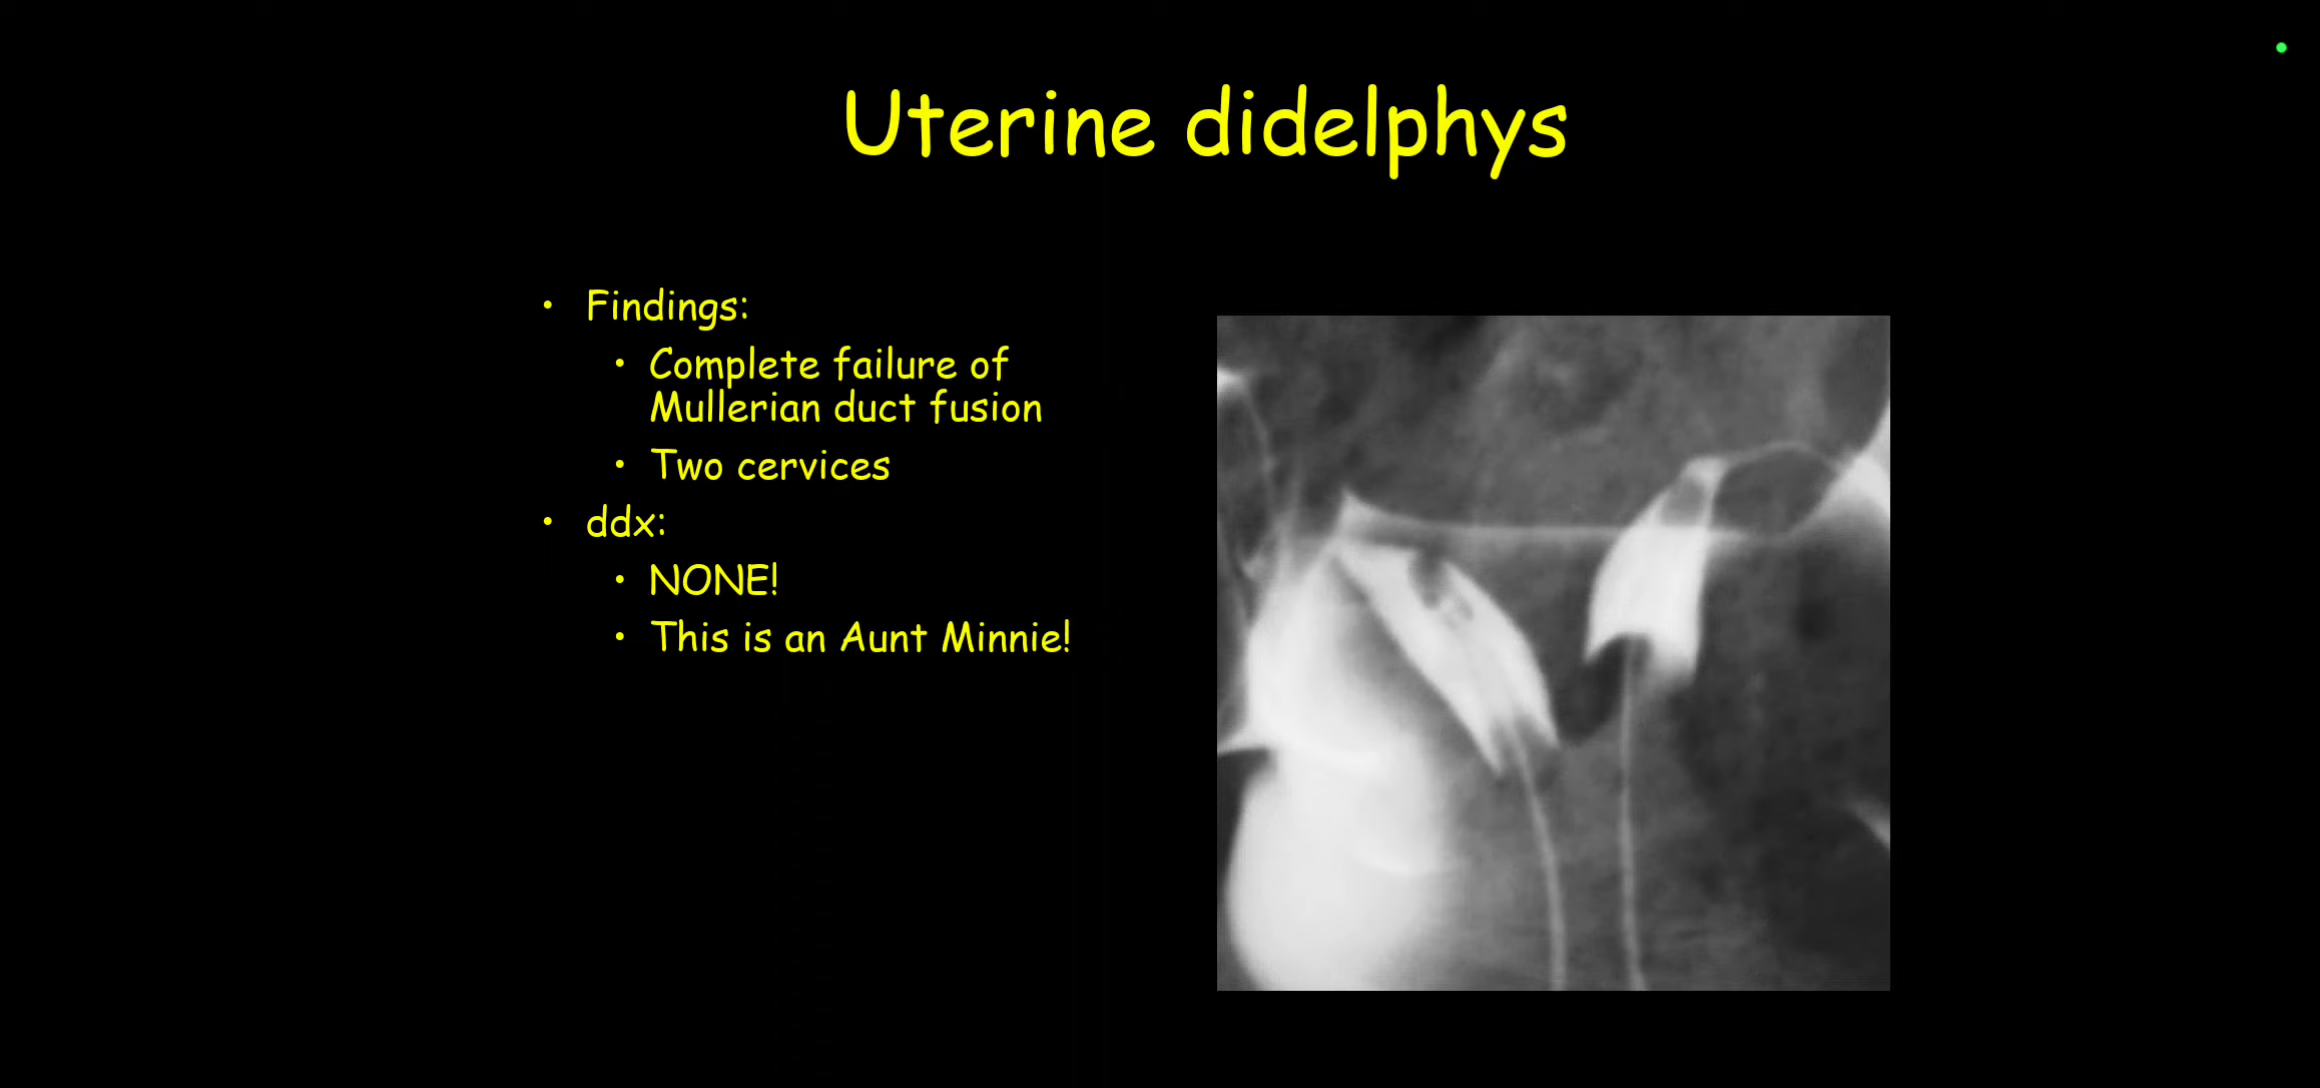 Uterine didelphys
• Findings:
• Complete failure of
Mullerian duct fusion
• Two cervices
• ddx:
• NONE!
• This is an Aunt Minnie!